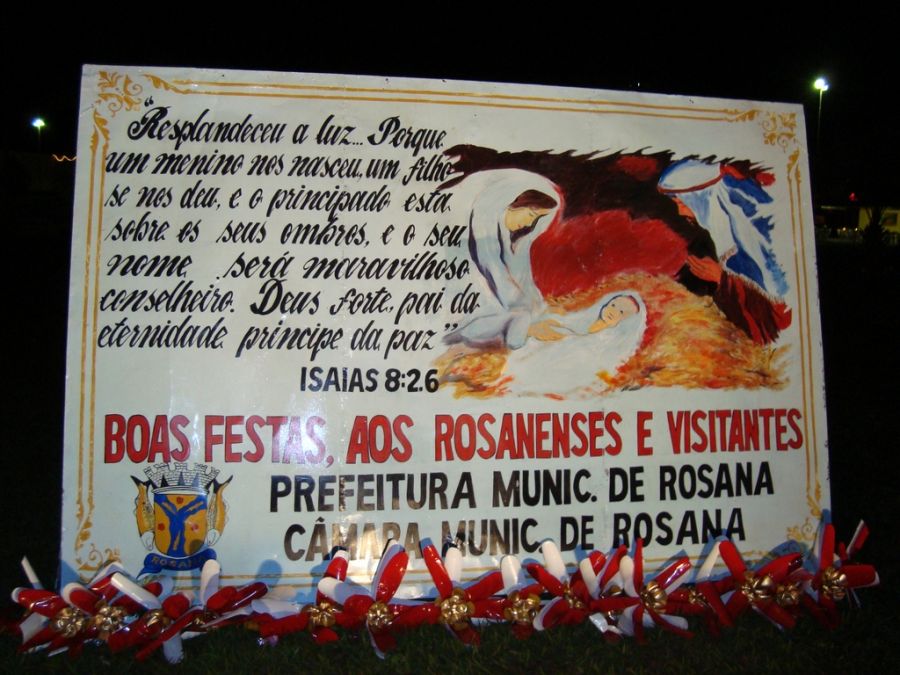 "Resplandeceu a luz... Porque
um menino nos nasceu, um filho
se nos deu, e o principado esta
sobre os seus ombros, e o seu
nome será maravilhoso
conselheiro. Deus forte, pai da
eternidade príncipe da paz"
ISAIAS 8:2.6
BOAS FESTAS, AOS ROSANENSES E VISITANTES
PREFEITURA MUNIC. DE ROSANA
CÂMARA MUNIC. DE ROSANA
ROSANA